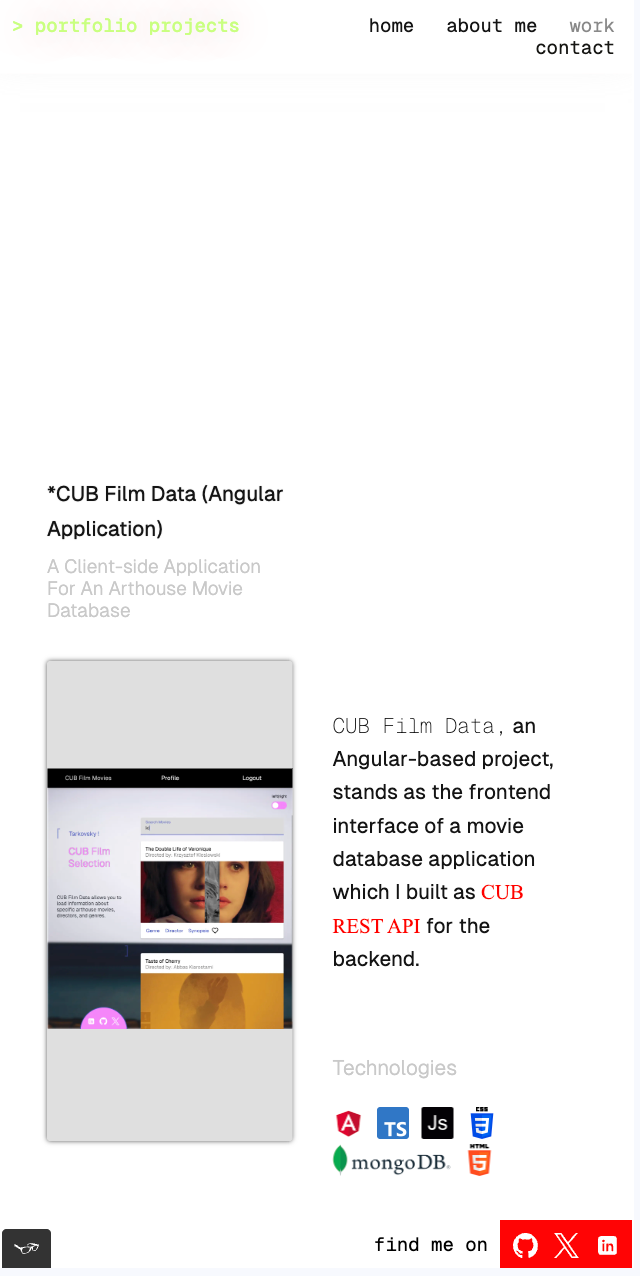 > portfolio projects
home about me work
contact
*CUB Film Data (Angular
Application)
A Client-side Application
For An Arthouse Movie
Database
CUB Film Movies Profile Logout
Tarkovsky!
CUB Film
Selection
CUB Film Data allows you to
load information about
specific arthouse movies,
directors, and genres.
Search Movies
The Double Life of Veronique
Directed by: Krzysztof Kieslowski
Genre Director Synopsis
Taste of Cherry
Directed by: Abbas Kiarostami
CUB Film Data, an
Angular-based project,
stands as the frontend
interface of a movie
database application
which I built as CUB
REST API for the
backend.
Technologies
A TS Js CSS 3
mongoDB HTML 5
find me on